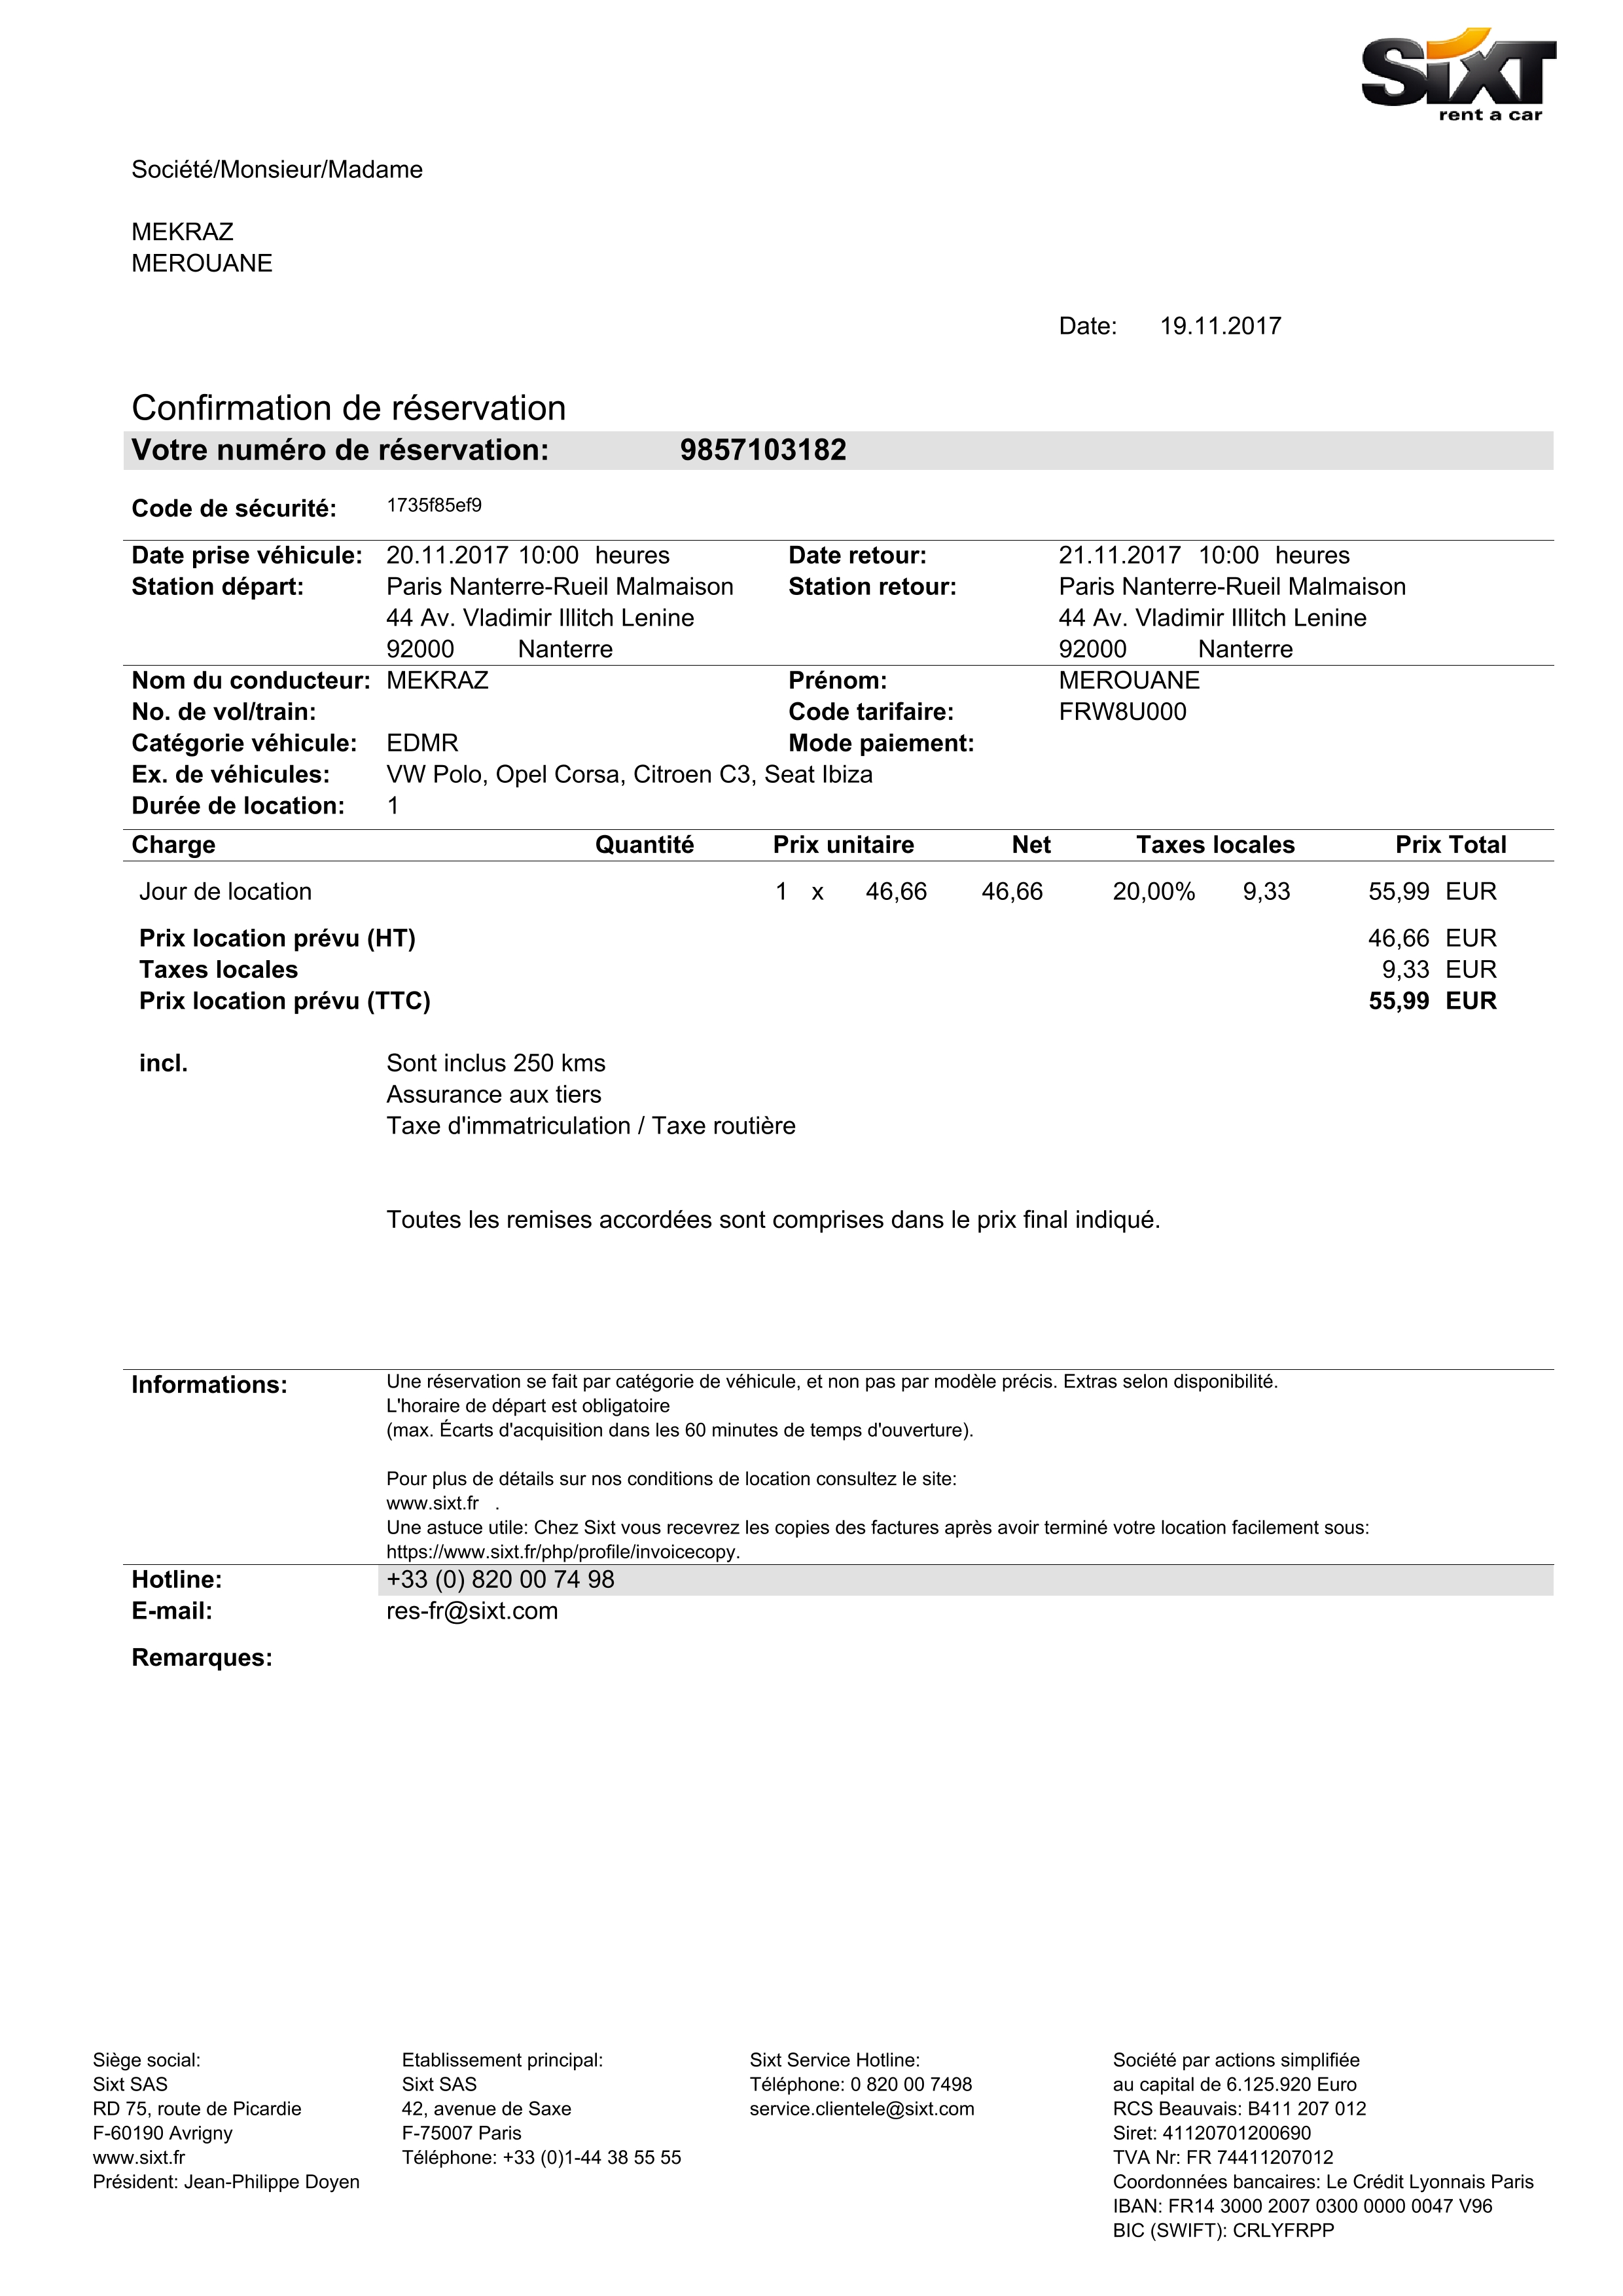 SIXT
rent a car
Société/Monsieur/Madame
MEKRAZ
MEROUANE
Date: 19.11.2017
Confirmation de réservation
Votre numéro de réservation: 9857103182
Code de sécurité: 1735f85ef9
Date prise véhicule: 20.11.2017 10:00 heures Date retour: 21.11.2017 10:00 heures
Station départ: Paris Nanterre-Rueil Malmaison Station retour: Paris Nanterre-Rueil Malmaison
44 Av. Vladimir Illitch Lenine 44 Av. Vladimir Illitch Lenine
92000 Nanterre 92000 Nanterre
Nom du conducteur: MEKRAZ Prénom: MEROUANE
No. de vol/train: Code tarifaire: FRW8U000
Catégorie véhicule: EDMR Mode paiement:
Ex. de véhicules: VW Polo, Opel Corsa, Citroen C3, Seat Ibiza
Durée de location: 1
Charge Quantité Prix unitaire Net Taxes locales Prix Total
Jour de location 1 x 46,66 46,66 20,00% 9,33 55,99 EUR
Prix location prévu (HT) 46,66 EUR
Taxes locales 9,33 EUR
Prix location prévu (TTC) 55,99 EUR
incl. Sont inclus 250 kms
Assurance aux tiers
Taxe d'immatriculation / Taxe routière
Toutes les remises accordées sont comprises dans le prix final indiqué.
Informations: Une réservation se fait par catégorie de véhicule, et non pas par modèle précis. Extras selon disponibilité.
L'horaire de départ est obligatoire
(max. Écarts d'acquisition dans les 60 minutes de temps d'ouverture).
Pour plus de détails sur nos conditions de location consultez le site:
www.sixt.fr .
Une astuce utile: Chez Sixt vous recevrez les copies des factures après avoir terminé votre location facilement sous:
https://www.sixt.fr/php/profile/invoicecopy.
Hotline: +33 (0) 820 00 74 98
E-mail: res-fr@sixt.com
Remarques:
Siège social: Etablissement principal: Sixt Service Hotline: Société par actions simplifiée
Sixt SAS Sixt SAS Téléphone: 0 820 00 7498 au capital de 6.125.920 Euro
RD 75, route de Picardie 42, avenue de Saxe service.clientele@sixt.com RCS Beauvais: B411 207 012
F-60190 Avrigny F-75007 Paris Siret: 41120701200690
www.sixt.fr Téléphone: +33 (0)1-44 38 55 55 TVA Nr: FR 74411207012
Président: Jean-Philippe Doyen Coordonnées bancaires: Le Crédit Lyonnais Paris
IBAN: FR14 3000 2007 0300 0000 0047 V96
BIC (SWIFT): CRLYFRPP